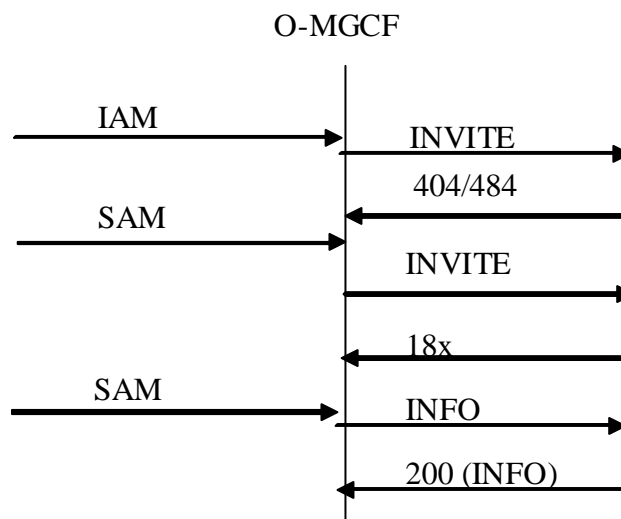 O-MGCF
IAM
INVITE
404/484
SAM
INVITE
18x
SAM
INFO
200 (INFO)